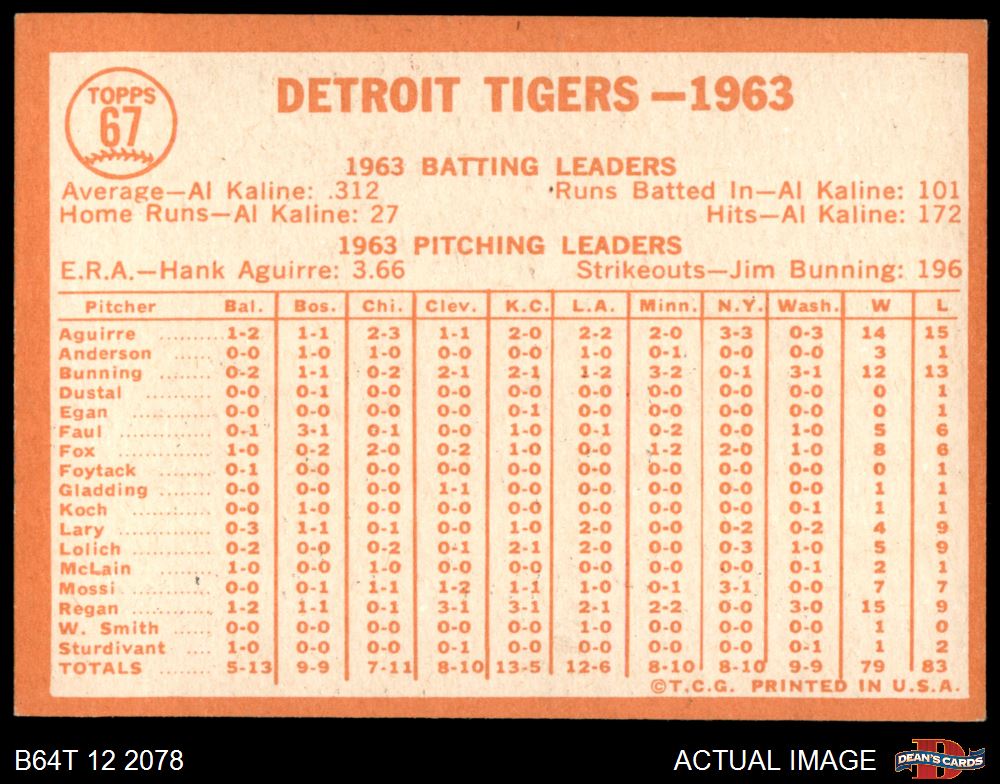 TOPPS
67
DETROIT TIGERS — 1963
1963 BATTING LEADERS
Average—Al Kaline: .312 Runs Batted In—Al Kaline: 101
Home Runs—Al Kaline: 27 Hits—Al Kaline: 172
1963 PITCHING LEADERS
E.R.A.—Hank Aguirre: 3.66 Strikeouts—Jim Bunning: 196
Pitcher Bal. Bos. Chi. Clev. K.C. L.A. Minn. N.Y. Wash. W L
Aguirre ........ 1-2 1-1 2-3 1-1 2-0 2-2 2-0 3-3 0-3 14 15
Anderson ...... 0-0 1-0 1-0 0-0 0-0 1-0 0-1 0-0 0-0 3 1
Bunning ....... 0-2 1-1 0-2 2-1 2-1 1-2 3-2 0-1 3-1 12 13
Dustal ......... 0-0 0-1 0-0 0-0 0-0 0-0 0-0 0-0 0-0 0 1
Egan ........... 0-0 0-0 0-0 0-0 0-1 0-0 0-0 0-0 0-0 0 1
Faul ............ 0-1 3-1 0-1 0-0 1-0 0-1 0-2 0-0 1-0 5 6
Fox ............. 1-0 0-2 2-0 0-2 1-0 0-0 1-2 2-0 1-0 8 6
Foytack ....... 0-1 0-0 0-0 0-0 0-0 0-0 0-0 0-0 0-0 0 1
Gladding ...... 0-0 0-0 0-0 1-1 0-0 0-0 0-0 0-0 0-0 1 1
Koch ........... 0-0 1-0 0-0 0-0 0-0 0-0 0-0 0-0 0-1 1 1
Lary ............ 0-3 1-1 0-1 0-0 1-0 2-0 0-0 0-2 0-2 4 9
Lolich .......... 0-2 0-0 0-2 0-1 2-1 2-0 0-0 0-3 1-0 5 9
McLain ........ 1-0 0-0 1-0 0-0 0-0 0-0 0-0 0-0 0-1 2 1
Mossi .......... 0-0 0-1 1-1 1-2 1-1 1-0 0-1 3-1 0-0 7 7
Regan ......... 1-2 1-1 0-1 3-1 3-1 2-1 2-2 0-0 3-0 15 9
W. Smith ...... 0-0 0-0 0-0 0-0 0-0 1-0 0-0 0-0 0-0 1 0
Sturdivant .... 1-0 0-0 0-0 0-1 0-0 0-0 0-0 0-0 0-1 1 2
TOTALS 5-13 9-9 7-11 8-10 13-5 12-6 8-10 8-10 9-9 79 83
©T.C.G. PRINTED IN U.S.A.
B64T 12 2078 ACTUAL IMAGE DEAN'S CARDS